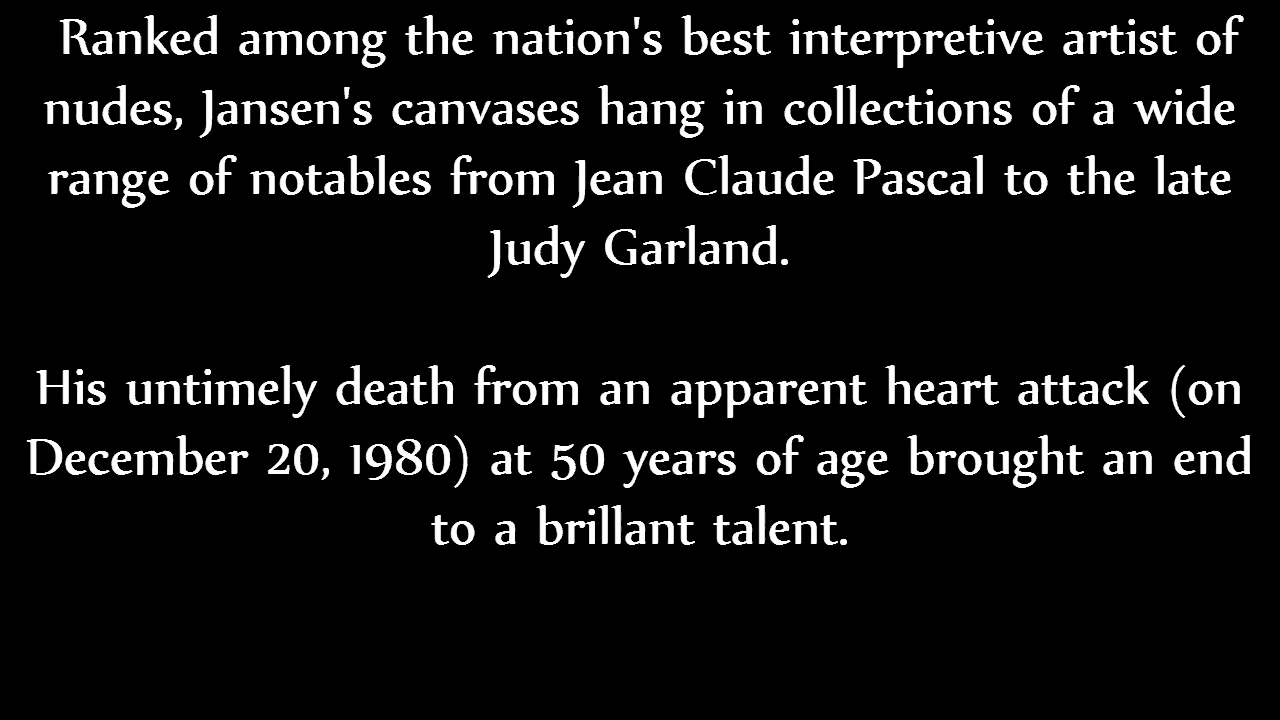 Ranked among the nation's best interpretive artist of
nudes, Jansen's canvases hang in collections of a wide
range of notables from Jean Claude Pascal to the late
Judy Garland.
His untimely death from an apparent heart attack (on
December 20, 1980) at 50 years of age brought an end
to a brillant talent.